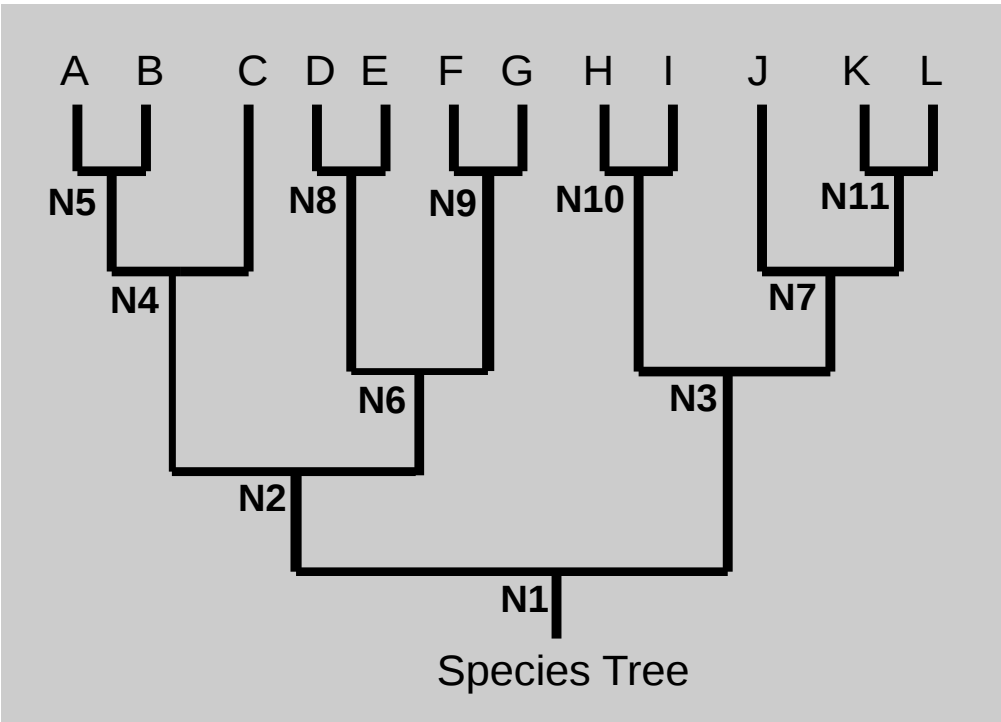 A B C D E F G H I J K L
N5 N8 N9 N10 N11
N4 N7
N6 N3
N2
N1
Species Tree